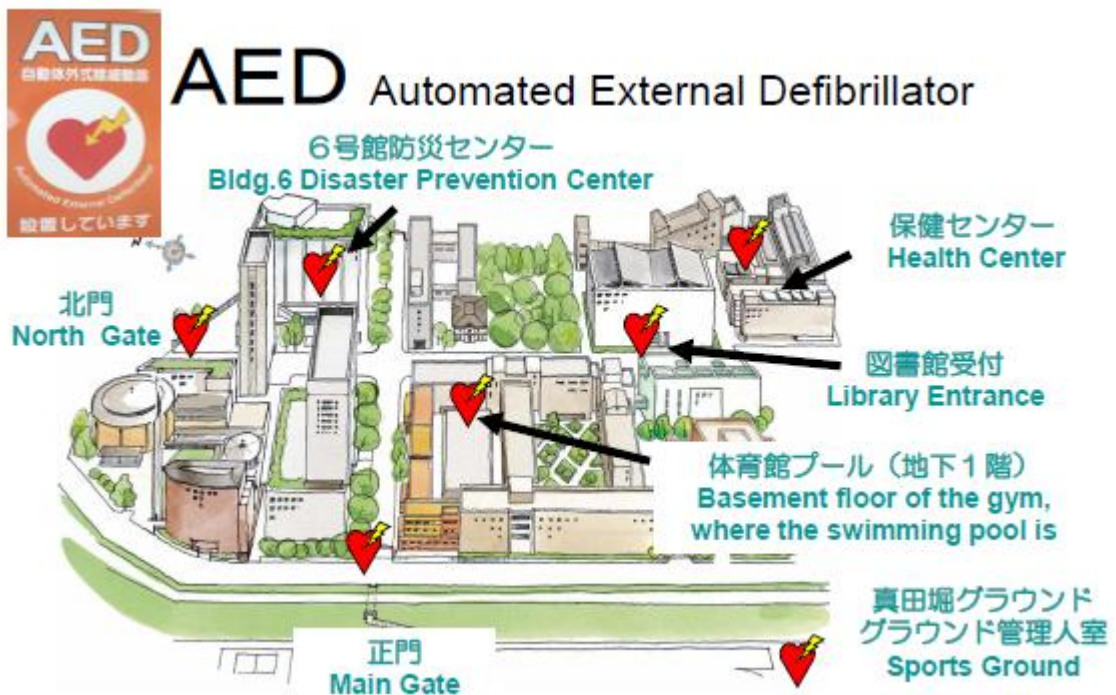 AED
自動体外式除細動器
Automated External Defibrillator
設置しています
AED Automated External Defibrillator
6号館防災センター
Bldg.6 Disaster Prevention Center
保健センター
Health Center
N
北門
North Gate
図書館受付
Library Entrance
体育館プール(地下1階)
Basement floor of the gym,
where the swimming pool is
真田堀グラウンド
グラウンド管理人室
Sports Ground
正門
Main Gate